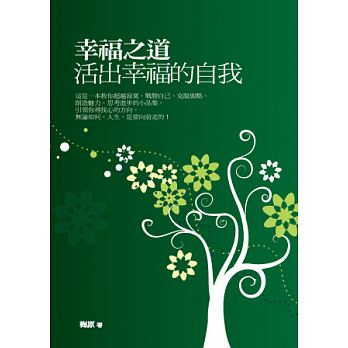 幸福之道
活出幸福的自我
這是一本教你超越寂寞，戰勝自己，克服弱點，
創造魅力，思考進步的小品集，
引領你尋找心的方向，
無論如何，人生，是要向前走的！
梅原 著